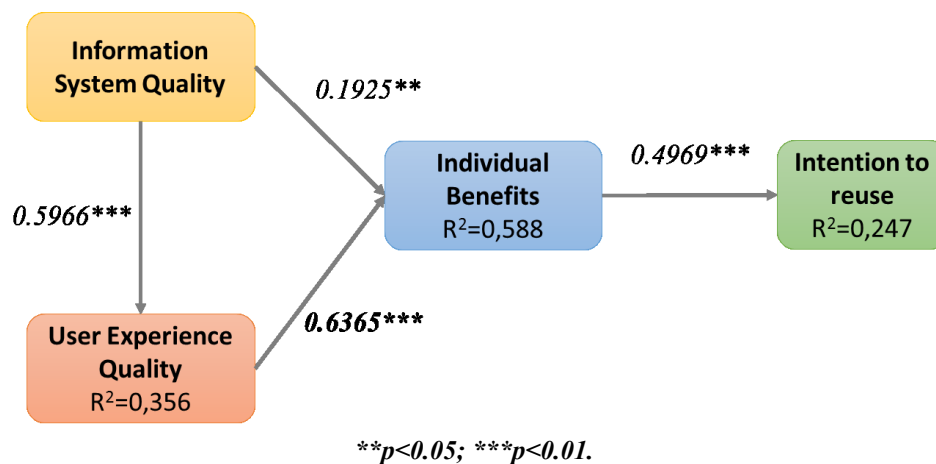 Information
System Quality
0.1925**
Individual
Benefits
R²=0,588
0.4969***
Intention to
reuse
R²=0,247
0.5966***
User Experience
Quality
R²=0,356
0.6365***
**p<0.05; ***p<0.01.